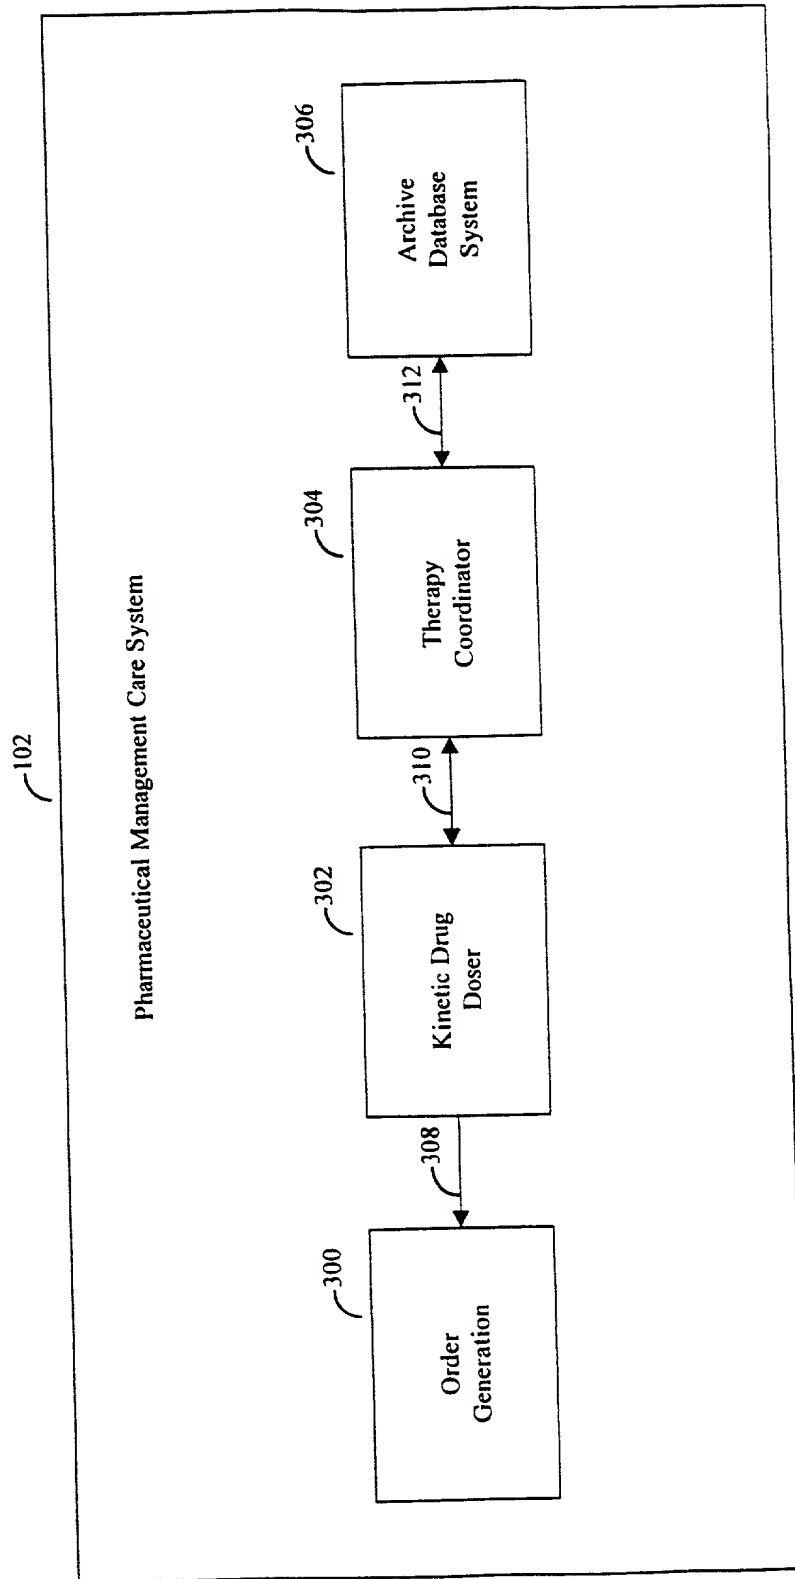 102
Pharmaceutical Management Care System
300
Order
Generation
308
302
Kinetic Drug
Doser
310
304
Therapy
Coordinator
312
306
Archive
Database
System